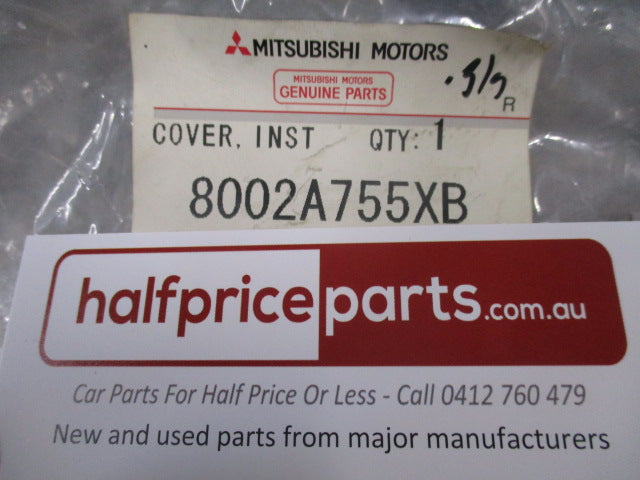 MITSUBISHI MOTORS
MITSUBISHI MOTORS
GENUINE PARTS
R
COVER, INST QTY: 1
8002A755XB
halfpriceparts.com.au
Car Parts For Half Price Or Less - Call 0412 760 479
New and used parts from major manufacturers